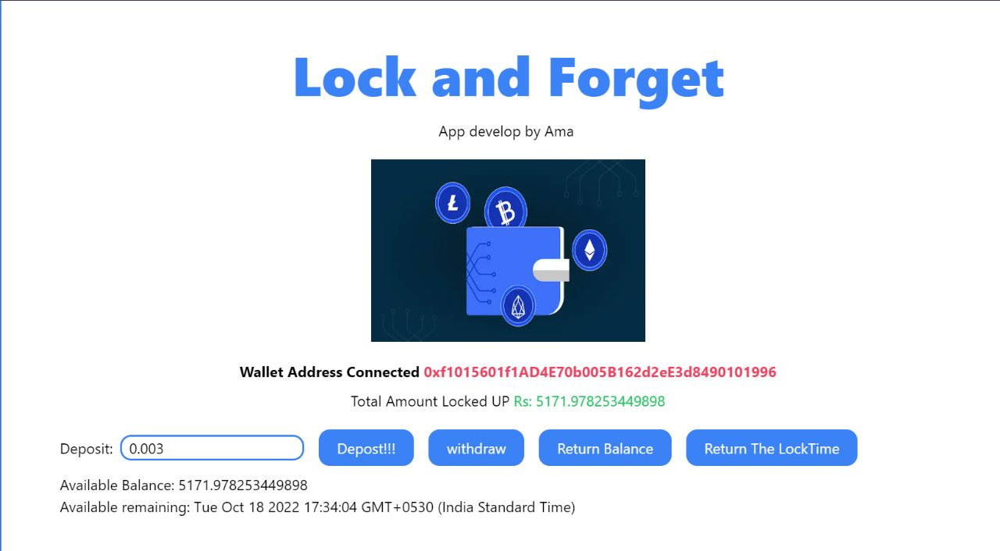 Lock and Forget
App develop by Ama
Wallet Address Connected 0xf1015601f1AD4E70b005B162d2eE3d8490101996
Total Amount Locked UP Rs: 5171.978253449898
Deposit: 0.003 Depost!!! withdraw Return Balance Return The LockTime
Available Balance: 5171.978253449898
Available remaining: Tue Oct 18 2022 17:34:04 GMT+0530 (India Standard Time)